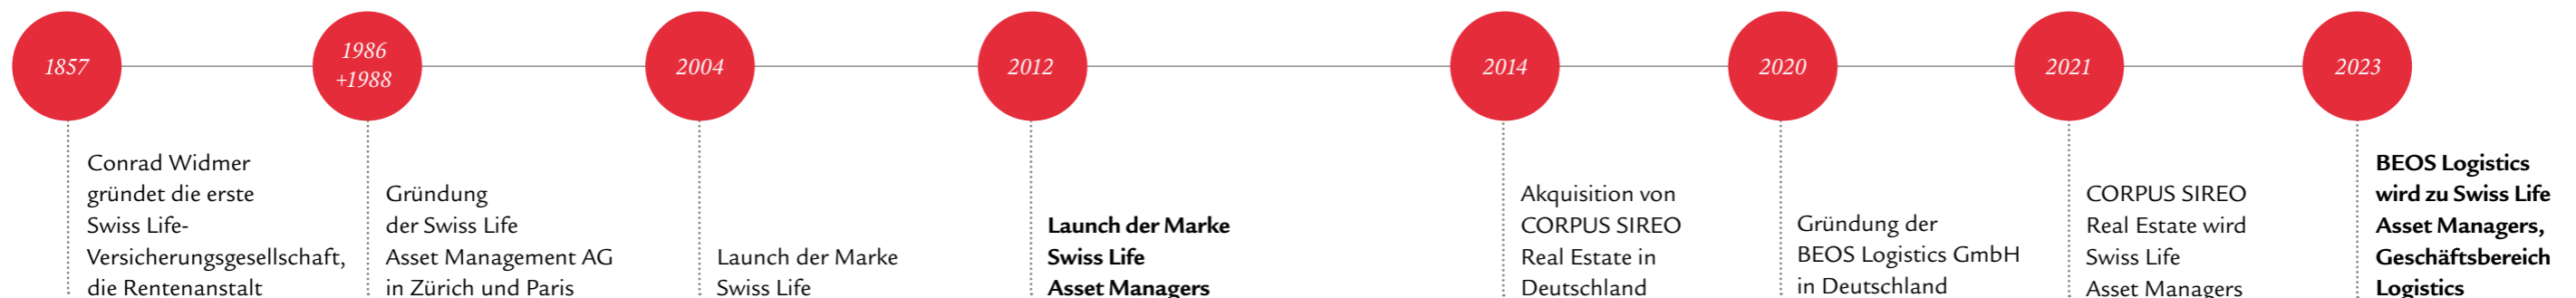 1857
1986
+1988
2004
2012
2014
2020
2021
2023
Conrad Widmer
gründet die erste
Swiss Life-
Versicherungsgesellschaft,
die Rentenanstalt
Gründung
der Swiss Life
Asset Management AG
in Zürich und Paris
Launch der Marke
Swiss Life
Launch der Marke
Swiss Life
Asset Managers
Akquisition von
CORPUS SIREO
Real Estate in
Deutschland
Gründung der
BEOS Logistics GmbH
in Deutschland
CORPUS SIREO
Real Estate wird
Swiss Life
Asset Managers
BEOS Logistics
wird zu Swiss Life
Asset Managers,
Geschäftsbereich
Logistics